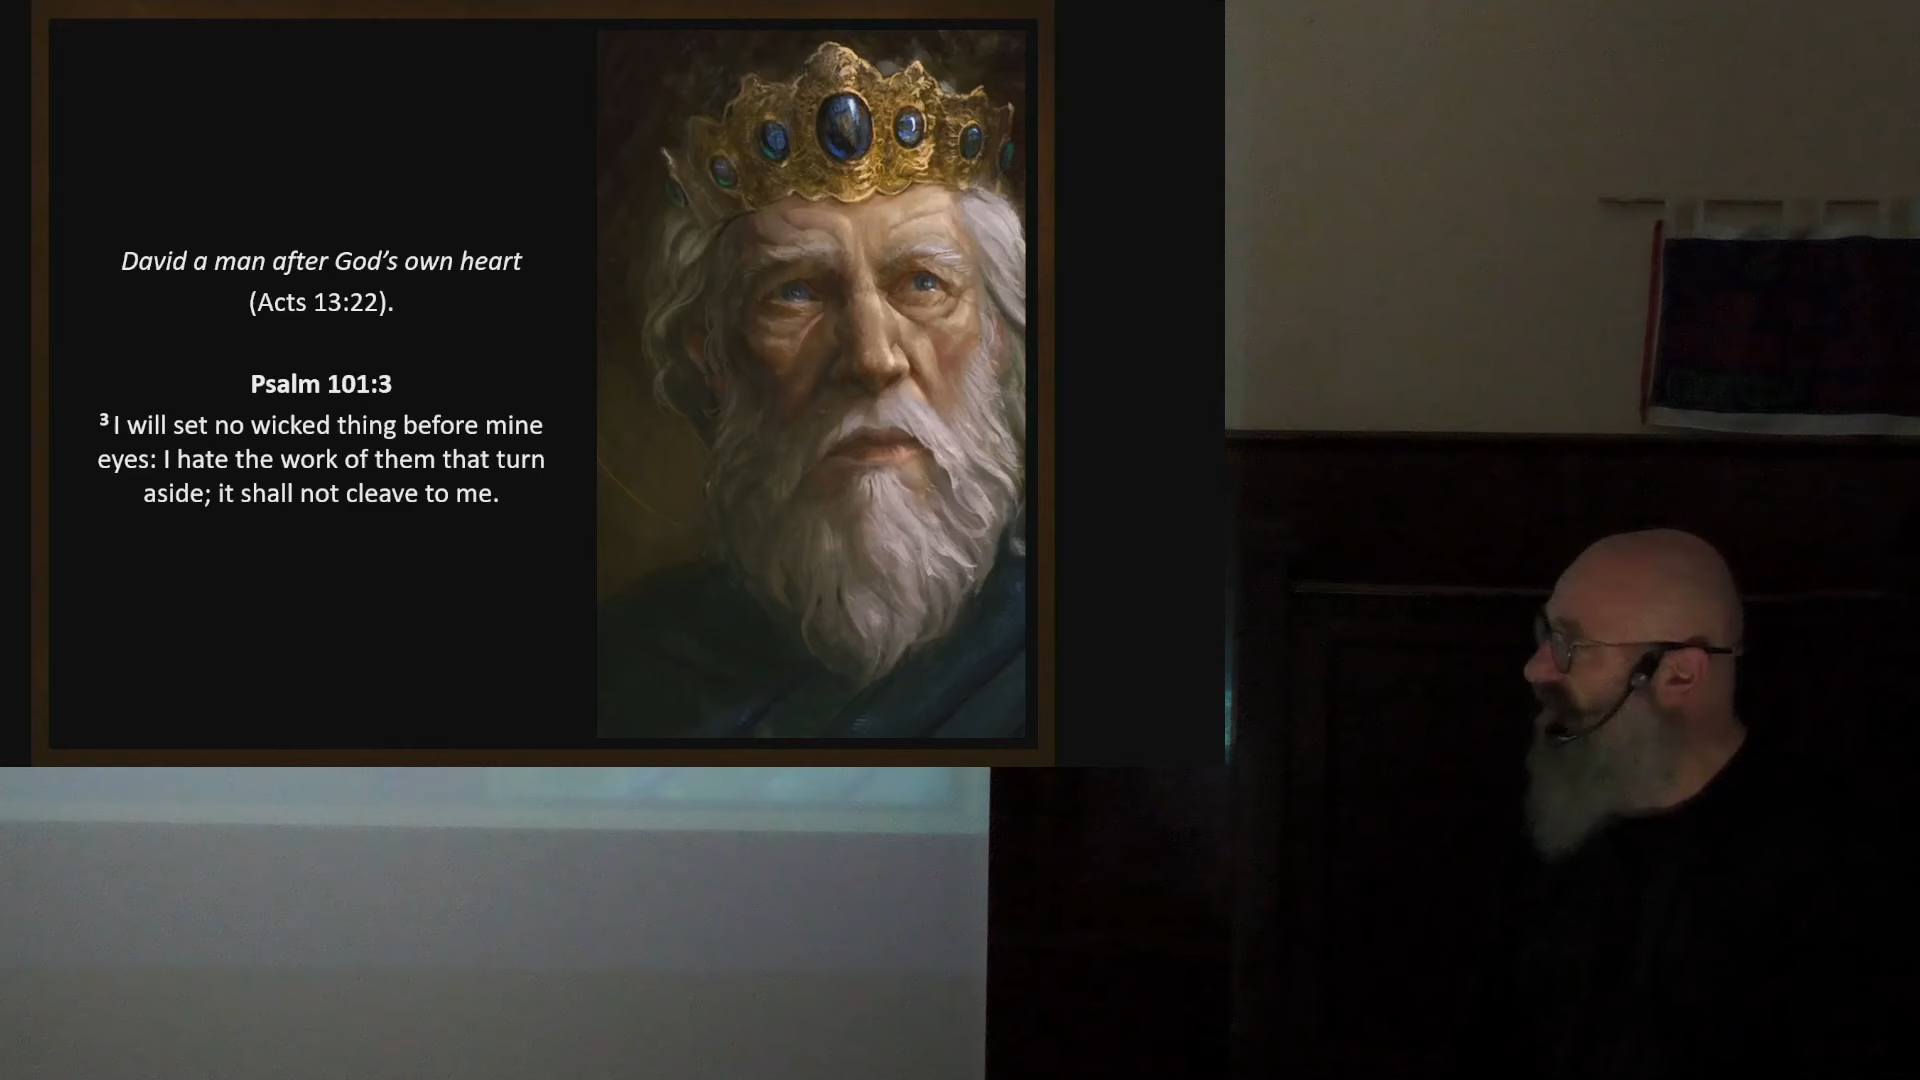 David a man after God’s own heart
(Acts 13:22).
Psalm 101:3
³ I will set no wicked thing before mine
eyes: I hate the work of them that turn
aside; it shall not cleave to me.